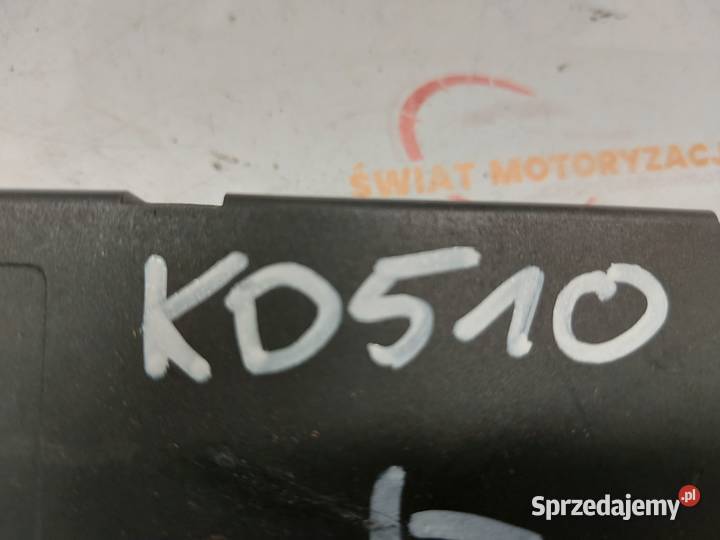 ŚWIAT MOTORYZACJ
KD510
Sprzedajemy.pl